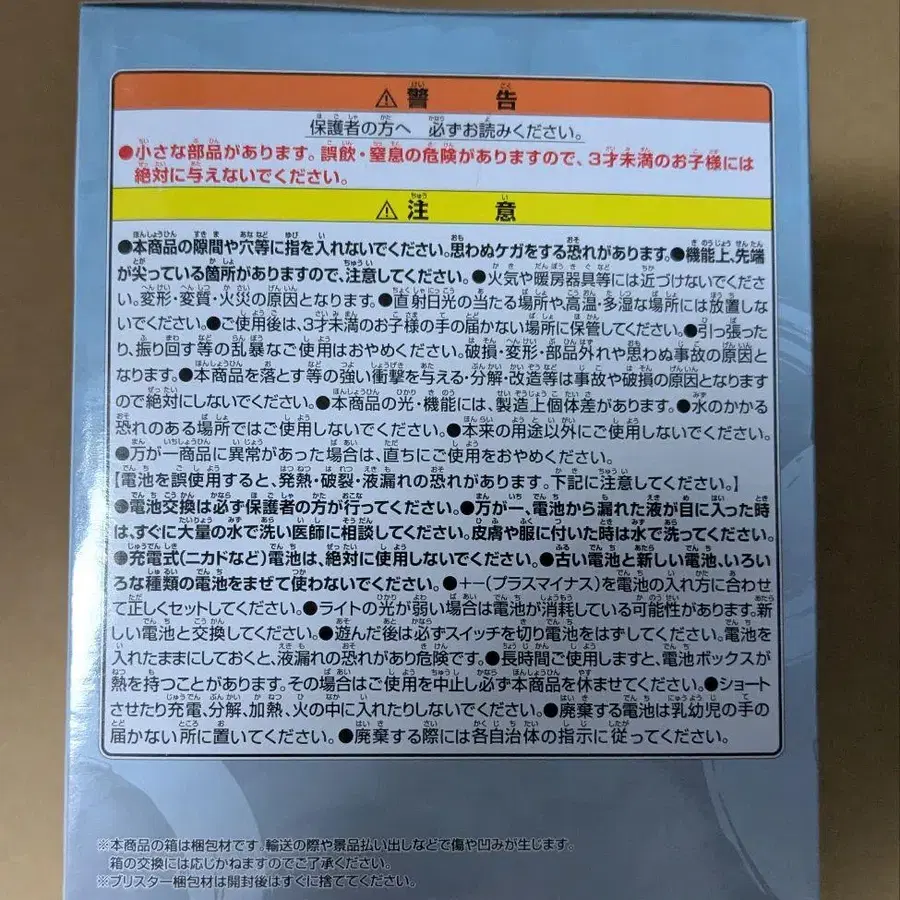 ⚠警告
保護者の方へ 必ずお読みください。
●小さな部品があります。誤飲・窒息の危険がありますので、3才未満のお子様には
絶対に与えないでください。
⚠注意
●本商品の隙間や穴等に指を入れないでください。思わぬケガをする恐れがあります。●機能上、先端
が尖っている箇所がありますので、注意してください。●火気や暖房器具等には近づけないでくださ
い。変形・変質・火災の原因となります。●直射日光の当たる場所や高温・多湿な場所には放置しな
いでください。●ご使用後は、3才未満のお子様の手の届かない場所に保管してください。●引っ張った
り、振り回す等の乱暴なご使用はおやめください。破損・変形・部品外れや思わぬ事故の原因と
なります。●本商品を落とす等の強い衝撃を与える・分解・改造等は事故や破損の原因となります
ので絶対にしないでください。●本商品の光・機能には、製造上個体差があります。●水のかかる
恐れのある場所ではご使用しないでください。●本来の用途以外にご使用しないでください。
●万が一商品に異常があった場合は、直ちにご使用をおやめください。
【電池を誤使用すると、発熱・破裂・液漏れの恐れがあります。下記に注意してください。】
●電池交換は必ず保護者の方が行ってください。●万が一、電池から漏れた液が目に入った時
は、すぐに大量の水で洗い医師に相談してください。皮膚や服に付いた時は水で洗ってください。
●充電式(ニカドなど)電池は、絶対に使用しないでください。●古い電池と新しい電池、いろい
ろな種類の電池をまぜて使わないでください。●+-(プラスマイナス)を電池の入れ方に合わせ
て正しくセットしてください。●ライトの光が弱い場合は電池が消耗している可能性があります。新
しい電池と交換してください。●遊んだ後は必ずスイッチを切り電池をはずしてください。電池を
入れたままにしておくと、液漏れの恐れがあり危険です。●長時間ご使用しますと、電池ボックスが
熱を持つことがあります。その場合はご使用を中止し必ず本商品を休ませてください。●ショート
させたり充電、分解、加熱、火の中に入れたりしないでください。●廃棄する電池は乳幼児の手の
届かない所に置いてください。●廃棄する際には各自治体の指示に従ってください。
※本商品の箱は梱包材です。輸送の際や景品払い出しなどで傷や凹みが生じます。
箱の交換には応じかねますのでご了承ください。
※ブリスター梱包材は開封後はすぐに捨ててください。